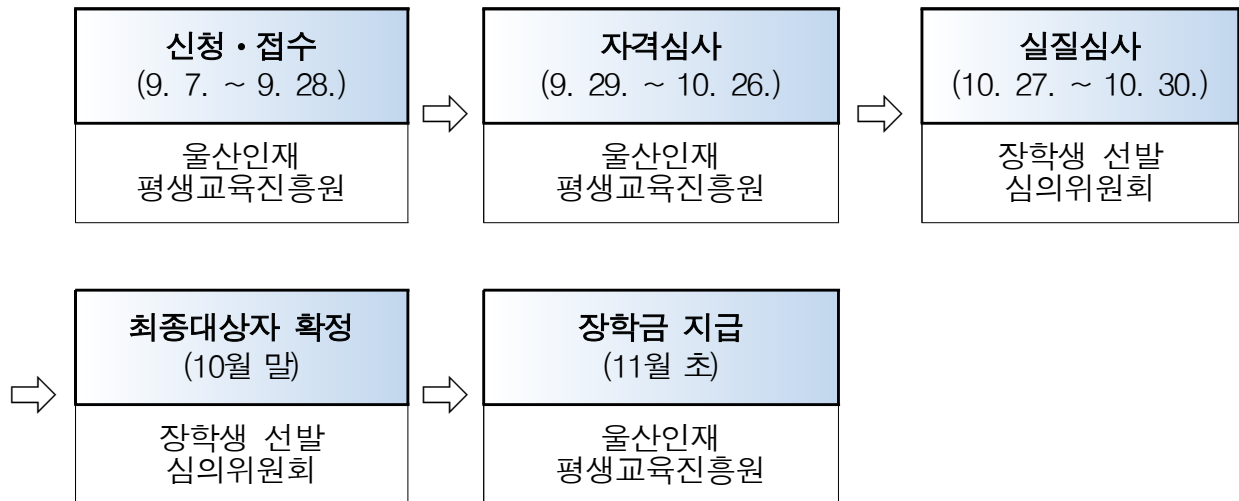 신청・접수
(9. 7. ~ 9. 28.)
울산인재
평생교육진흥원
자격심사
(9. 29. ~ 10. 26.)
울산인재
평생교육진흥원
실질심사
(10. 27. ~ 10. 30.)
장학생 선발
심의위원회
최종대상자 확정
(10월 말)
장학생 선발
심의위원회
장학금 지급
(11월 초)
울산인재
평생교육진흥원